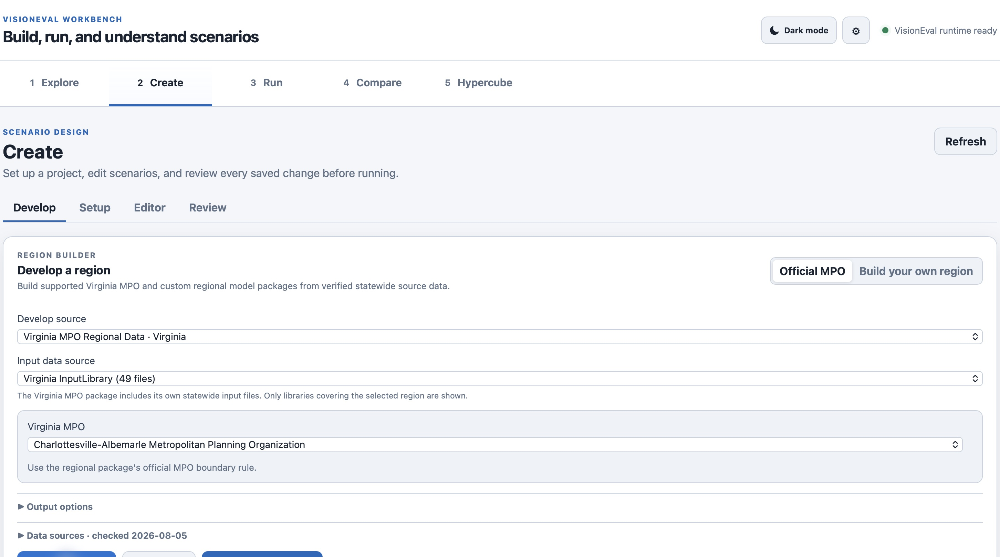 VISIONEVAL WORKBENCH
Build, run, and understand scenarios
Dark mode
VisionEval runtime ready
1 Explore
2 Create
3 Run
4 Compare
5 Hypercube
SCENARIO DESIGN
Create
Set up a project, edit scenarios, and review every saved change before running.
Refresh
Develop
Setup
Editor
Review
REGION BUILDER
Develop a region
Build supported Virginia MPO and custom regional model packages from verified statewide source data.
Official MPO
Build your own region
Develop source
Virginia MPO Regional Data · Virginia
Input data source
Virginia InputLibrary (49 files)
The Virginia MPO package includes its own statewide input files. Only libraries covering the selected region are shown.
Virginia MPO
Charlottesville-Albemarle Metropolitan Planning Organization
Use the regional package's official MPO boundary rule.
Output options
Data sources · checked 2026-08-05